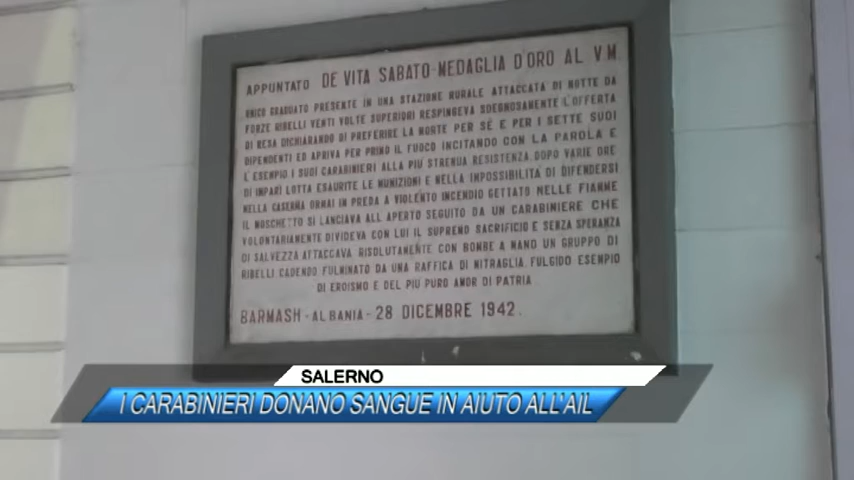 APPUNTATO DE VITA SABATO-MEDAGLIA D'ORO AL V.M.
UNICO GRADUATO PRESENTE IN UNA STAZIONE RURALE ATTACCATA DI NOTTE DA
FORZE RIBELLI VENTI VOLTE SUPERIORI RESPINGEVA SDEGNOSAMENTE L'OFFERTA
DI RESA DICHIARANDO DI PREFERIRE LA MORTE PER SÉ E PER I SETTE SUOI
DIPENDENTI ED APRIVA PER PRIMO IL FUOCO INCITANDO CON LA PAROLA E
L'ESEMPIO I SUOI CARABINIERI ALLA PIÙ STRENUA RESISTENZA. DOPO VARIE ORE
DI IMPARI LOTTA ESAURITE LE MUNIZIONI E NELLA IMPOSSIBILITÀ DI DIFENDERSI
NELLA CASERMA ORMAI IN PREDA A VIOLENTO INCENDIO GETTATO NELLE FIAMME
IL MOSCHETTO SI LANCIAVA ALL APERTO SEGUITO DA UN CARABINIERE CHE
VOLONTARIAMENTE DIVIDEVA CON LUI IL SUPREMO SACRIFICIO E SENZA SPERANZA
DI SALVEZZA ATTACCAVA RISOLUTAMENTE CON BOMBE A MANO UN GRUPPO DI
RIBELLI CADENDO FULMINATO DA UNA RAFFICA DI MITRAGLIA. FULGIDO ESEMPIO
DI EROISMO E DEL PIÙ PURO AMOR DI PATRIA
BARMASH-ALBANIA-28 DICEMBRE 1942.
SALERNO
I CARABINIERI DONANO SANGUE IN AIUTO ALL'AIL